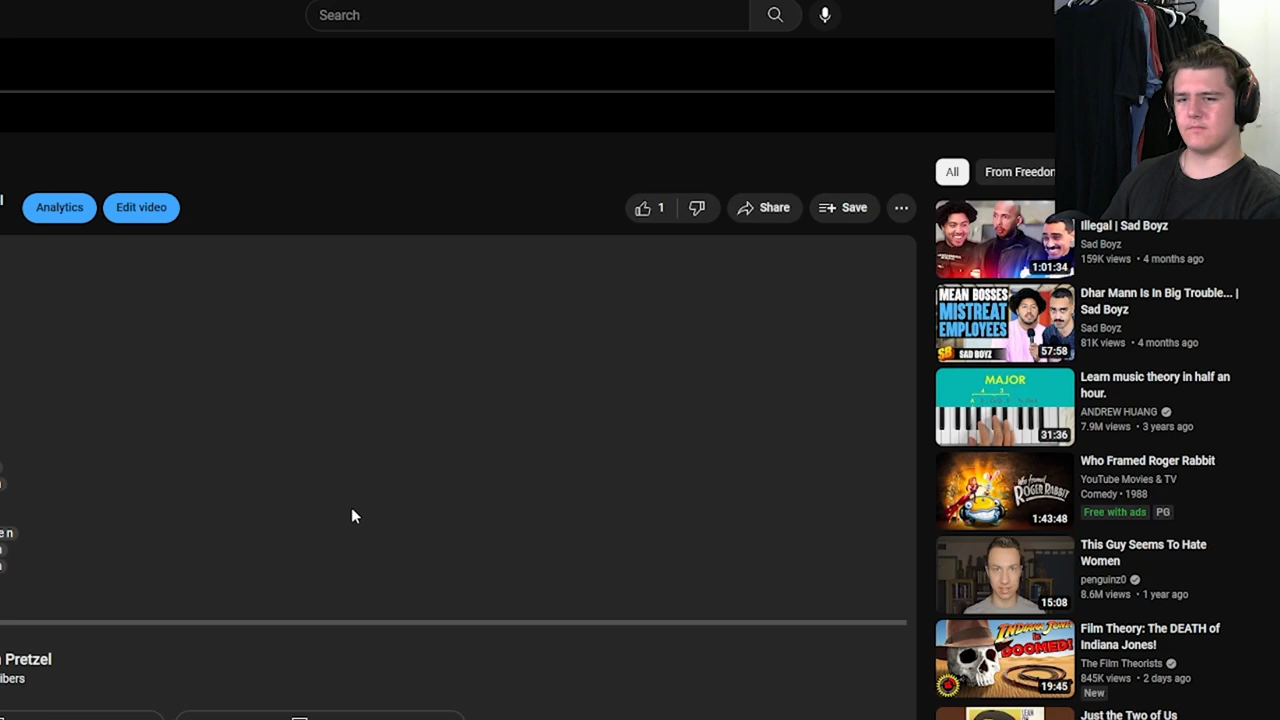 Search
Analytics
Edit video
1
Share
Save
All
From Freedom
Illegal | Sad Boyz
Sad Boyz
159K views • 4 months ago
1:01:34
Dhar Mann Is In Big Trouble... |
Sad Boyz
Sad Boyz
81K views • 4 months ago
MEAN BOSSES
MISTREAT
EMPLOYEES
SB
SAD BOYZ
57:58
Learn music theory in half an
hour.
ANDREW HUANG
7.9M views • 3 years ago
MAJOR
4 3
31:36
Who Framed Roger Rabbit
YouTube Movies & TV
Comedy • 1988
Free with ads
PG
Who Framed
ROGER RABBIT
1:43:48
This Guy Seems To Hate
Women
penguinz0
8.6M views • 1 year ago
15:08
Film Theory: The DEATH of
Indiana Jones!
The Film Theorists
845K views • 2 days ago
New
INDIANA JONES
is
DOOMED!
19:45
Pretzel
ibers
Just the Two of Us